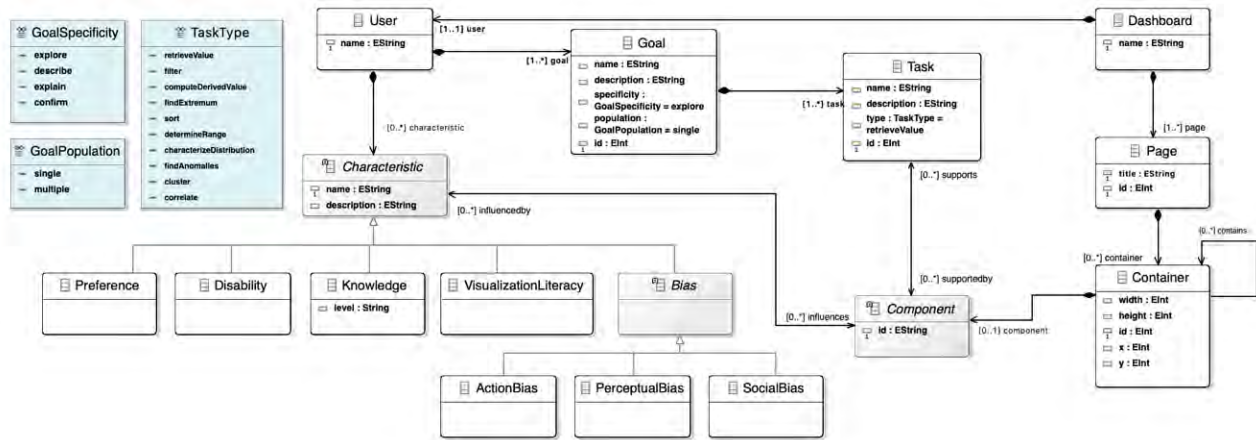 GoalSpecificity
explore
describe
explain
confirm
GoalPopulation
single
multiple
TaskType
retrieveValue
filter
computeDerivedValue
findExtremum
sort
determineRange
characterizeDistribution
findAnomalies
cluster
correlate
User
name : EString
[1..1] user
[1..*] goal
[0..*] characteristic
Goal
name : EString
description : EString
specificity :
GoalSpecificity = explore
population :
GoalPopulation = single
id : EInt
[1..*] task
Task
name : EString
description : EString
type : TaskType =
retrieveValue
id : EInt
[0..*] supports
Dashboard
name : EString
[1..*] page
Page
title : EString
id : EInt
[0..*] container
[0..*] contains
Container
width : EInt
height : EInt
id : EInt
x : EInt
y : EInt
[0..1] component
Characteristic
name : EString
description : EString
[0..*] influencedby
[0..*] influences
[0..*] supportedby
Component
id : EString
Preference
Disability
Knowledge
level : String
VisualizationLiteracy
Bias
ActionBias
PerceptualBias
SocialBias